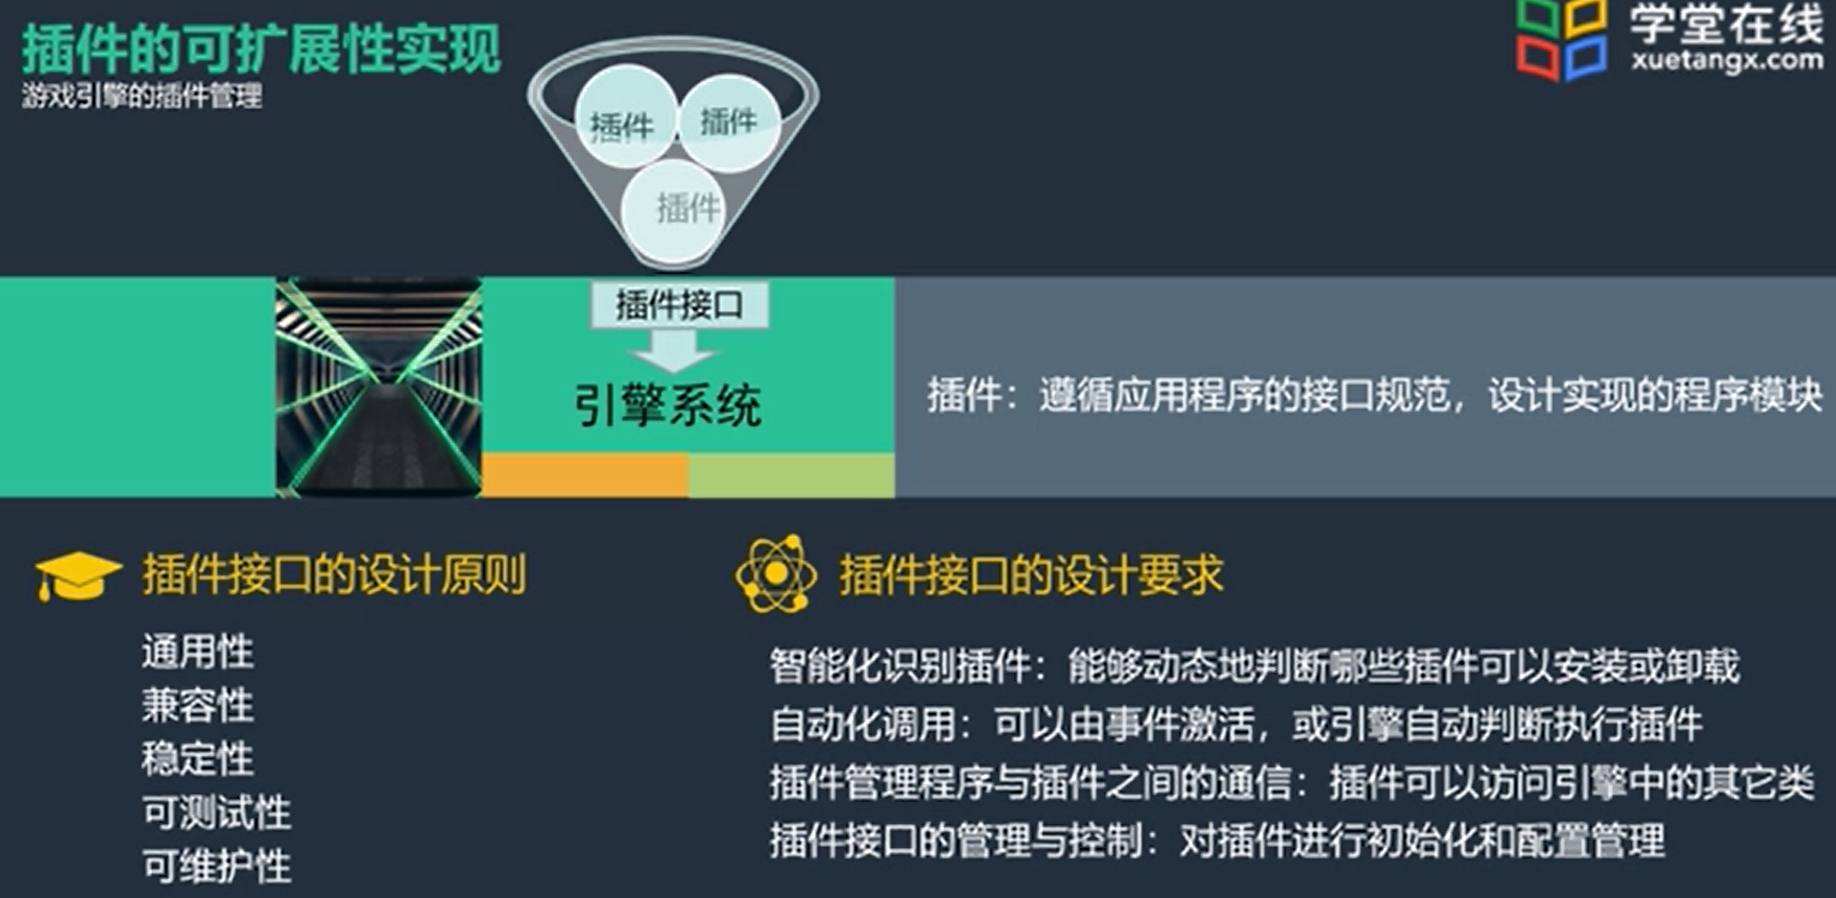 插件的可扩展性实现
游戏引擎的插件管理
学堂在线
xuetangx.com
插件
插件
插件
插件接口
引擎系统
插件：遵循应用程序的接口规范，设计实现的程序模块
插件接口的设计原则
通用性
兼容性
稳定性
可测试性
可维护性
插件接口的设计要求
智能化识别插件：能够动态地判断哪些插件可以安装或卸载
自动化调用：可以由事件激活，或引擎自动判断执行插件
插件管理程序与插件之间的通信：插件可以访问引擎中的其它类
插件接口的管理与控制：对插件进行初始化和配置管理